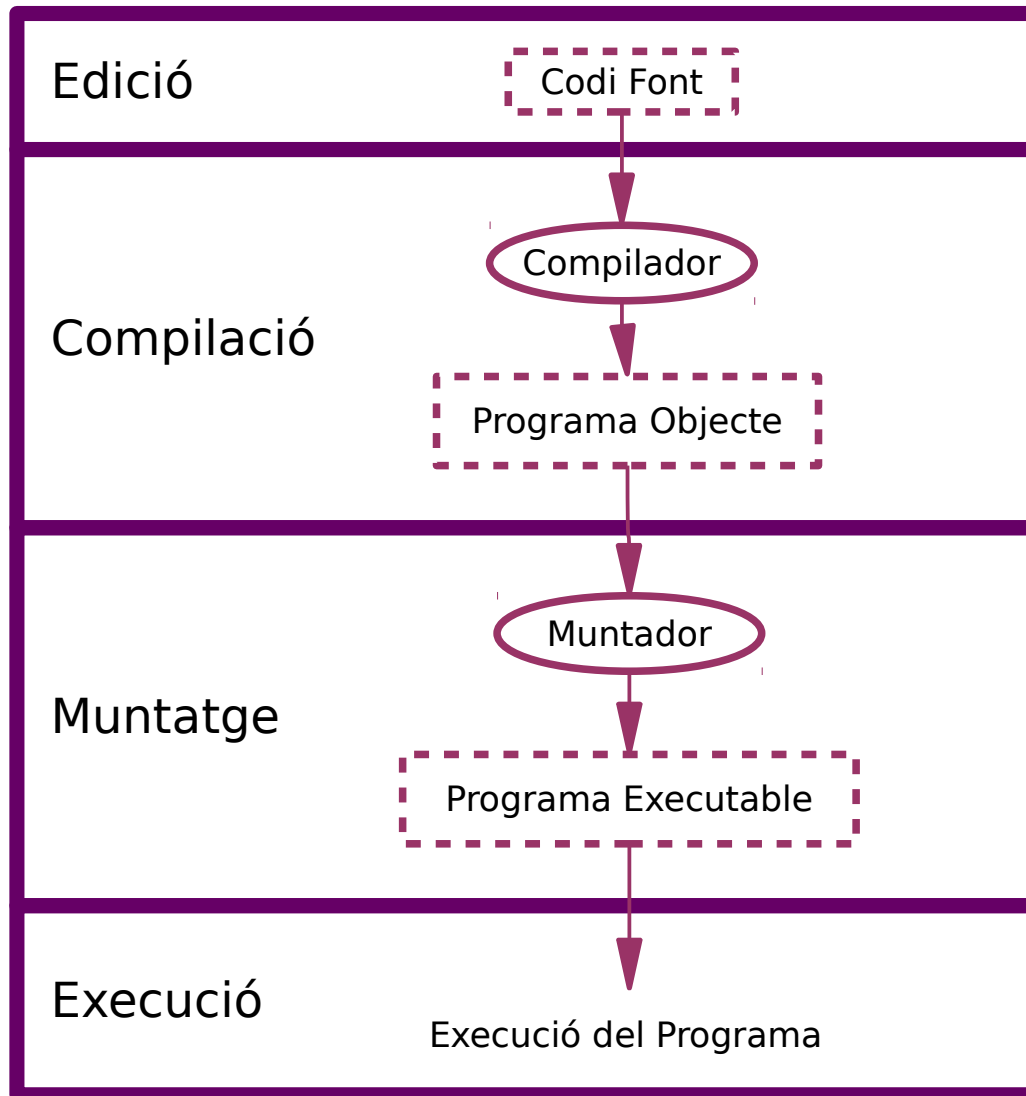 Edició
Codi Font
Compilació
Compilador
Programa Objecte
Muntatge
Muntador
Programa Executable
Execució
Execució del Programa